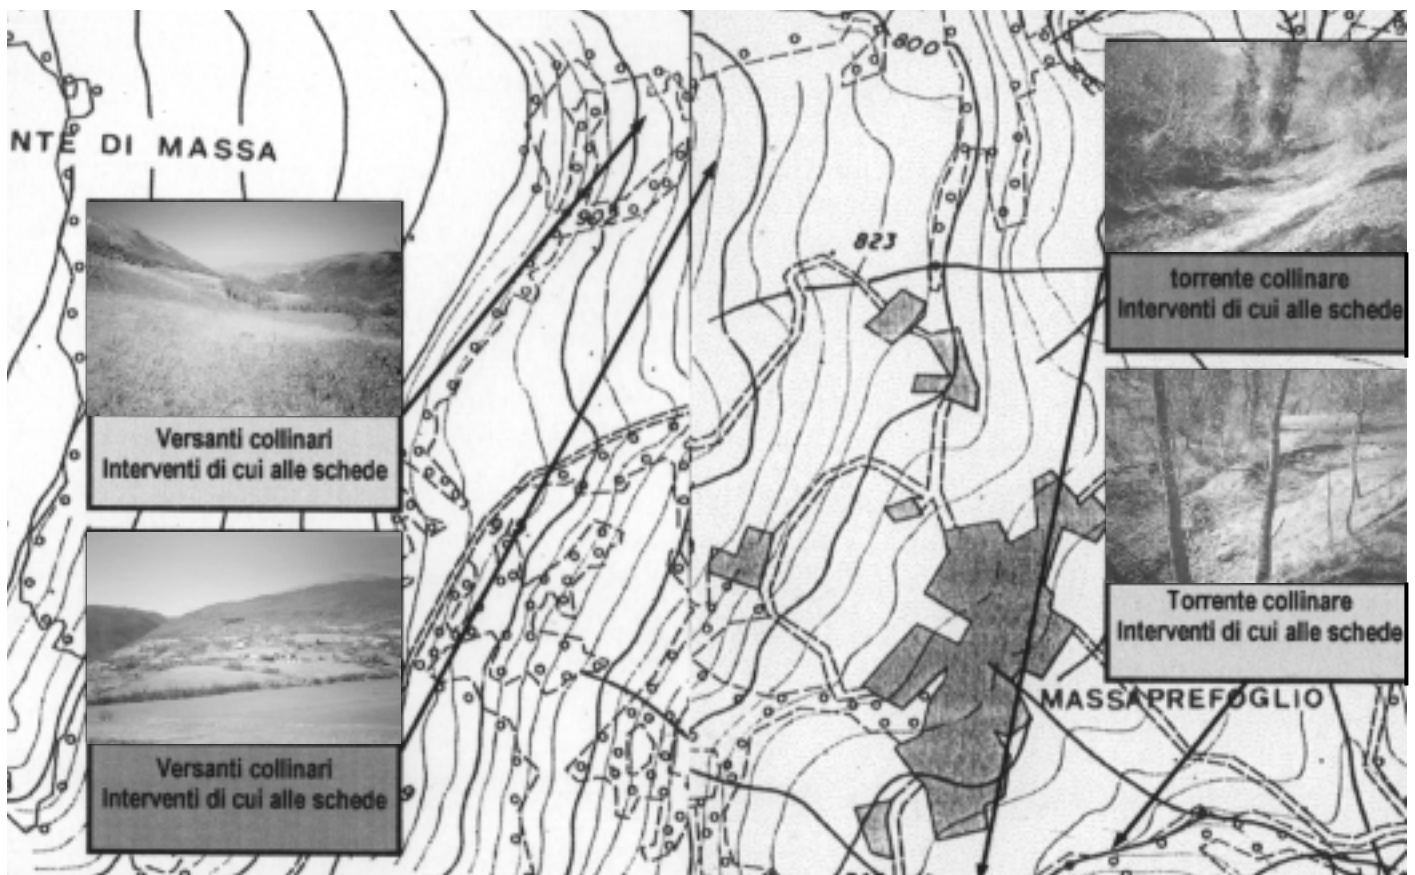 800
NTE DI MASSA
902
823
torrente collinare
Interventi di cui alle schede
Versanti collinari
Interventi di cui alle schede
Torrente collinare
Interventi di cui alle schede
MASSAPREFOGLIO
Versanti collinari
Interventi di cui alle schede